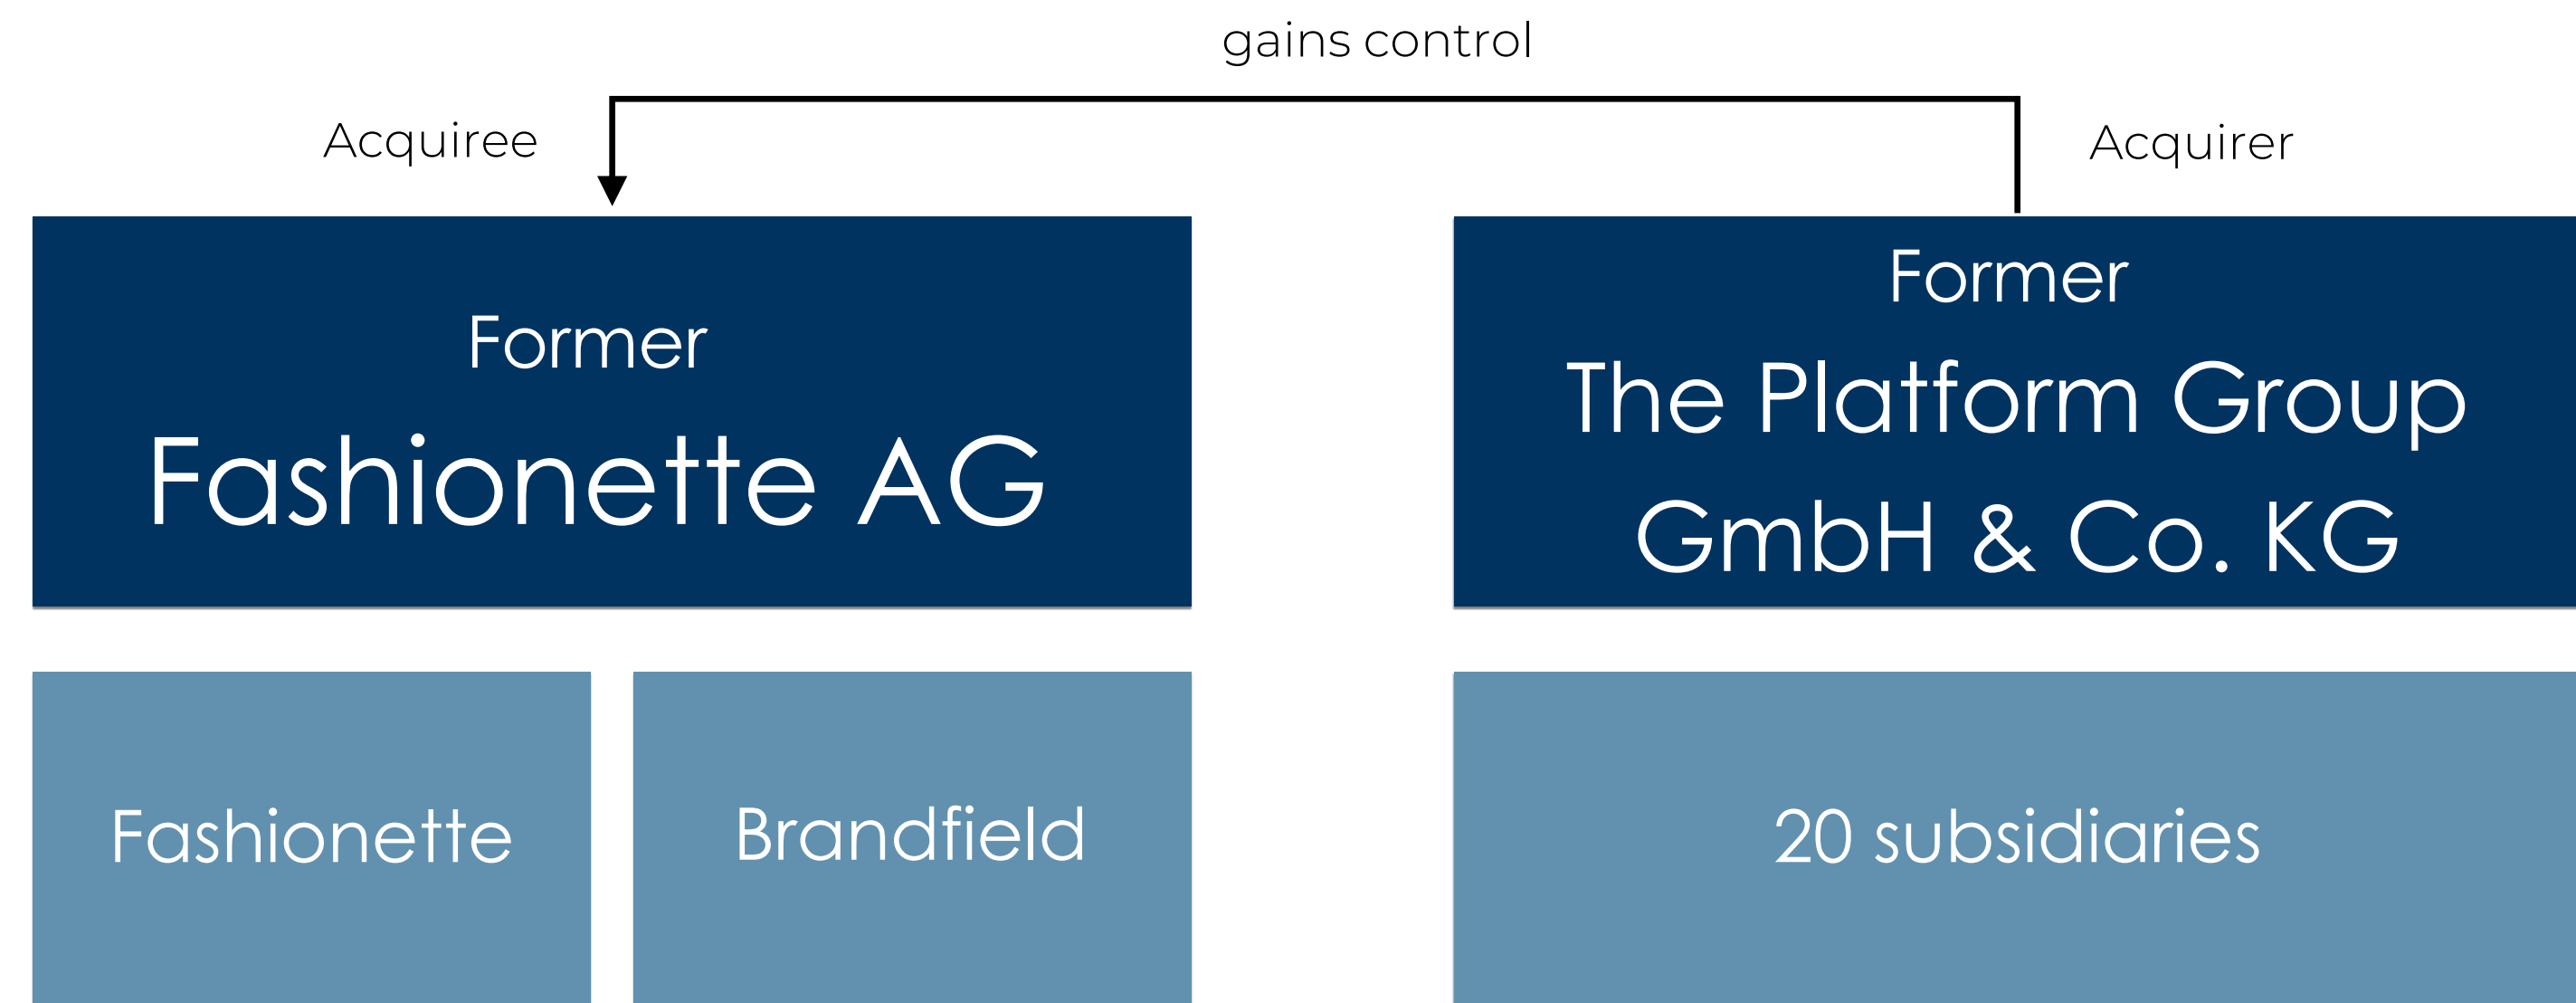 gains control
Acquiree
Acquirer
Former
Fashionette AG
Former
The Platform Group
GmbH & Co. KG
Fashionette
Brandfield
20 subsidiaries